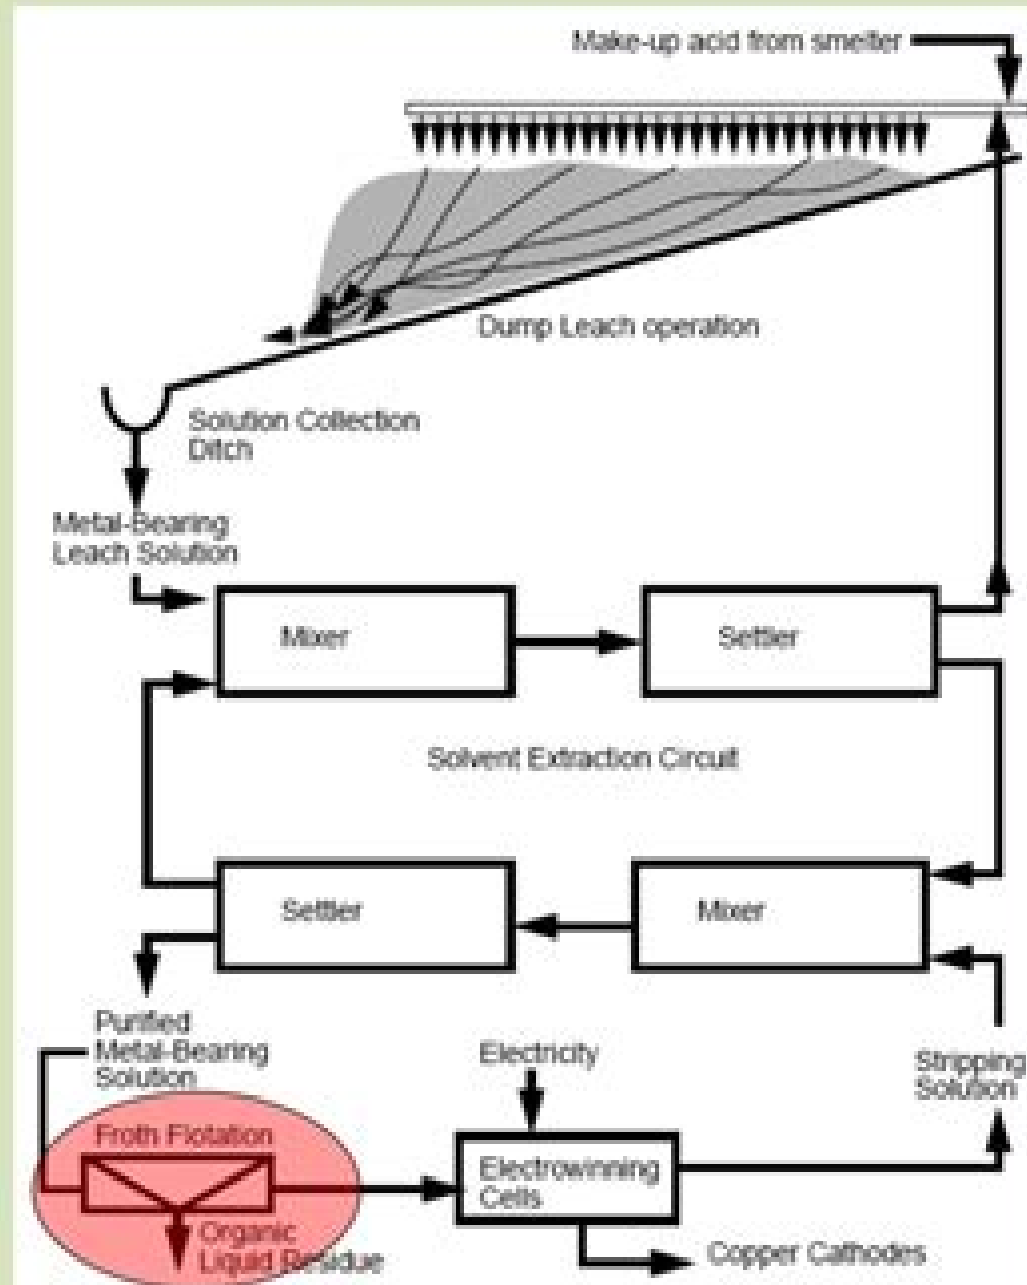 Make-up acid from smelter
Dump Leach operation
Solution Collection
Ditch
Metal-Bearing
Leach Solution
Mixer
Settler
Solvent Extraction Circuit
Settler
Mixer
Purified
Metal-Bearing
Solution
Electricity
Stripping
Solution
Froth Flotation
Electrowinning
Cells
Organic
Liquid Residue
Copper Cathodes